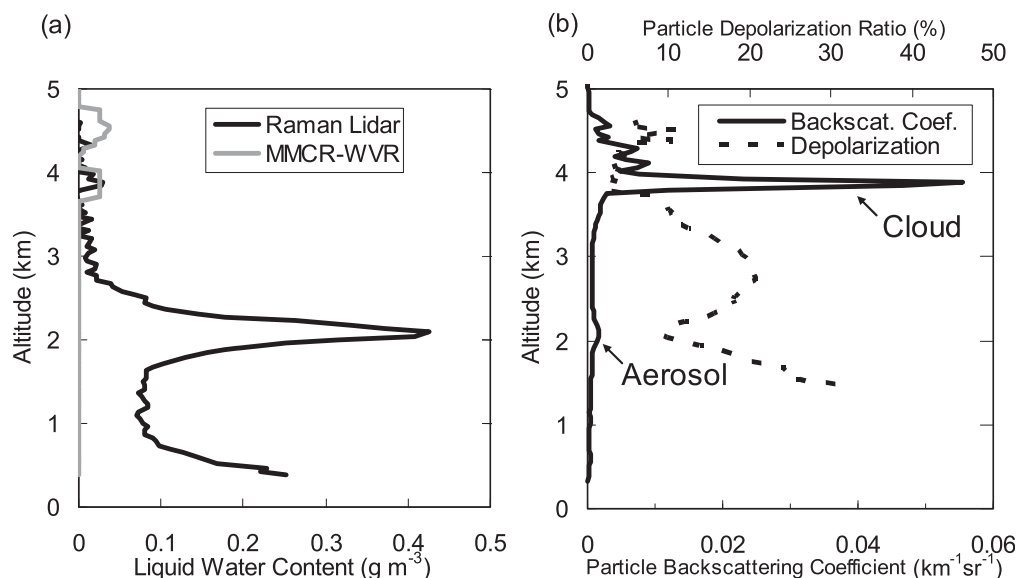 (a)
5
4
3
2
1
0
Altitude (km)
Raman Lidar
MMCR-WVR
0 0.1 0.2 0.3 0.4 0.5
Liquid Water Content (g m-3)
(b)
Particle Depolarization Ratio (%)
0 10 20 30 40 50
5
4
3
2
1
0
Altitude (km)
Backscat. Coef.
Depolarization
Cloud
Aerosol
0 0.02 0.04 0.06
Particle Backscattering Coefficient (km-1sr-1)